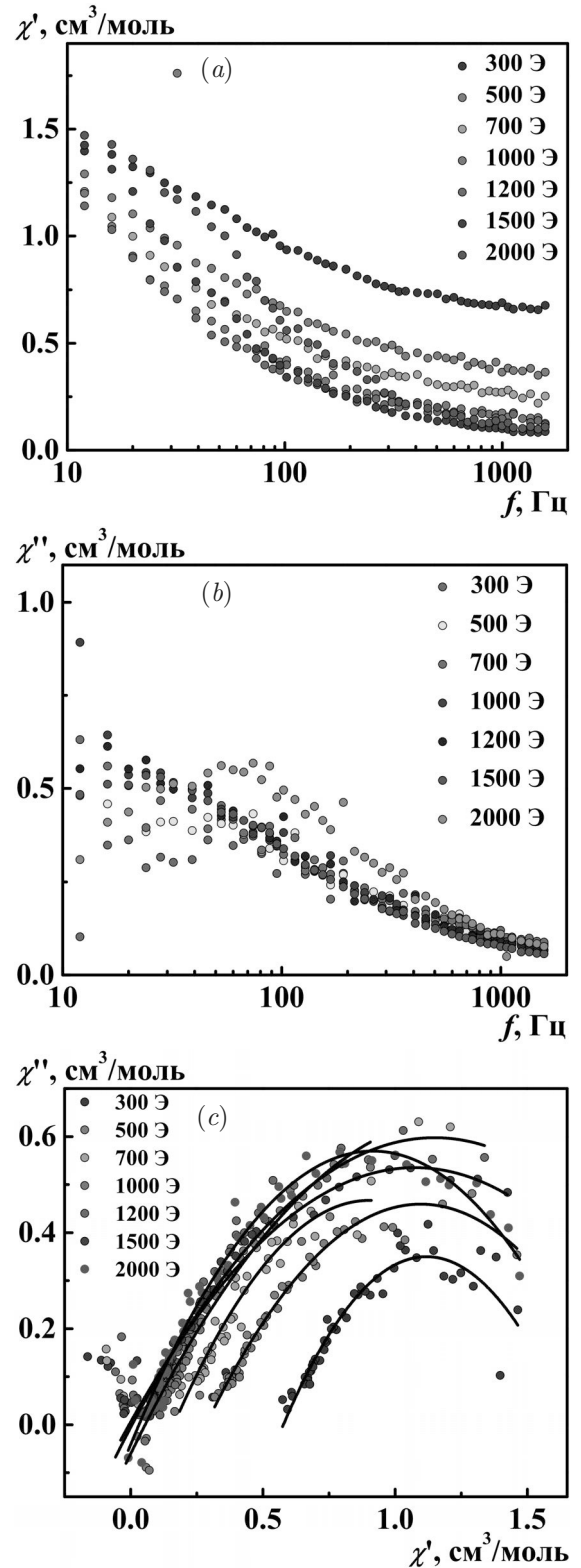 χ', см³/моль
(a)
300 Э
500 Э
700 Э
1000 Э
1200 Э
1500 Э
2000 Э
1.5
1.0
0.5
0.0
10
100
1000
f, Гц
χ'', см³/моль
(b)
300 Э
500 Э
700 Э
1000 Э
1200 Э
1500 Э
2000 Э
1.0
0.5
0.0
10
100
1000
f, Гц
χ'', см³/моль
(c)
300 Э
500 Э
700 Э
1000 Э
1200 Э
1500 Э
2000 Э
0.6
0.4
0.2
0.0
0.0
0.5
1.0
1.5
χ', см³/моль